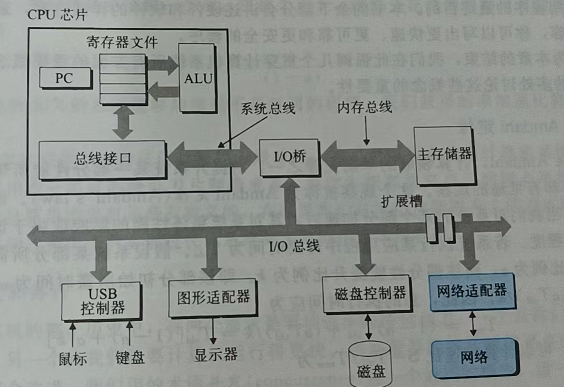 CPU 芯片
寄存器文件
PC
ALU
系统总线
内存总线
总线接口
I/O桥
主存储器
扩展槽
I/O 总线
USB
控制器
图形适配器
磁盘控制器
网络适配器
鼠标
键盘
显示器
磁盘
网络